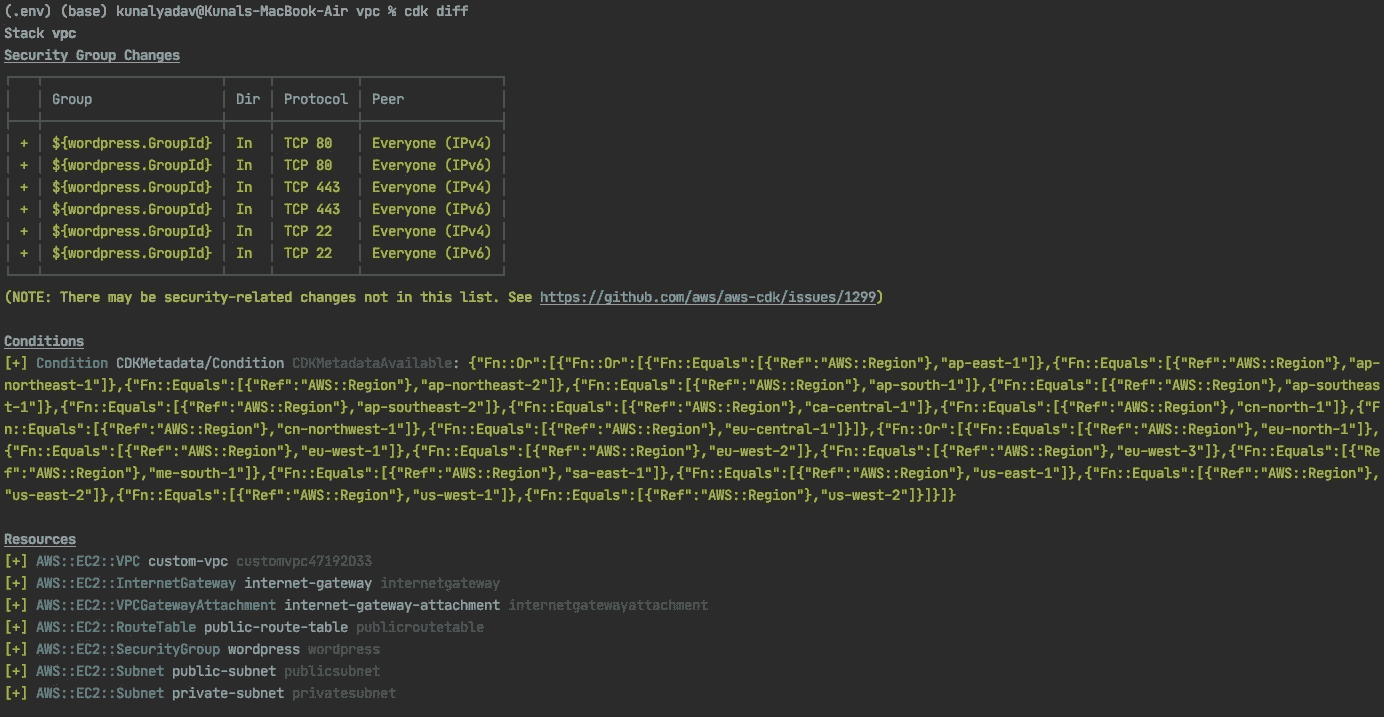 (.env) (base) kunalyadav@Kunals-MacBook-Air vpc % cdk diff
Stack vpc
Security Group Changes
Group Dir Protocol Peer
+ ${wordpress.GroupId} In TCP 80 Everyone (IPv4)
+ ${wordpress.GroupId} In TCP 80 Everyone (IPv6)
+ ${wordpress.GroupId} In TCP 443 Everyone (IPv4)
+ ${wordpress.GroupId} In TCP 443 Everyone (IPv6)
+ ${wordpress.GroupId} In TCP 22 Everyone (IPv4)
+ ${wordpress.GroupId} In TCP 22 Everyone (IPv6)
(NOTE: There may be security-related changes not in this list. See https://github.com/aws/aws-cdk/issues/1299)
Conditions
[+] Condition CDKMetadata/Condition CDKMetadataAvailable: {"Fn::Or":[{"Fn::Or":[{"Fn::Equals":[{"Ref":"AWS::Region"},"ap-east-1"]},{"Fn::Equals":[{"Ref":"AWS::Region"},"ap-
northeast-1"]},{"Fn::Equals":[{"Ref":"AWS::Region"},"ap-northeast-2"]},{"Fn::Equals":[{"Ref":"AWS::Region"},"ap-south-1"]},{"Fn::Equals":[{"Ref":"AWS::Region"},"ap-southeas
t-1"]},{"Fn::Equals":[{"Ref":"AWS::Region"},"ap-southeast-2"]},{"Fn::Equals":[{"Ref":"AWS::Region"},"ca-central-1"]},{"Fn::Equals":[{"Ref":"AWS::Region"},"cn-north-1"]},{"F
n::Equals":[{"Ref":"AWS::Region"},"cn-northwest-1"]},{"Fn::Equals":[{"Ref":"AWS::Region"},"eu-central-1"]}]},{"Fn::Or":[{"Fn::Equals":[{"Ref":"AWS::Region"},"eu-north-1"]},
{"Fn::Equals":[{"Ref":"AWS::Region"},"eu-west-1"]},{"Fn::Equals":[{"Ref":"AWS::Region"},"eu-west-2"]},{"Fn::Equals":[{"Ref":"AWS::Region"},"eu-west-3"]},{"Fn::Equals":[{"Re
f":"AWS::Region"},"me-south-1"]},{"Fn::Equals":[{"Ref":"AWS::Region"},"sa-east-1"]},{"Fn::Equals":[{"Ref":"AWS::Region"},"us-east-1"]},{"Fn::Equals":[{"Ref":"AWS::Region"},
"us-east-2"]},{"Fn::Equals":[{"Ref":"AWS::Region"},"us-west-1"]},{"Fn::Equals":[{"Ref":"AWS::Region"},"us-west-2"]}]}]}
Resources
[+] AWS::EC2::VPC custom-vpc customvpc47192D33
[+] AWS::EC2::InternetGateway internet-gateway internetgateway
[+] AWS::EC2::VPCGatewayAttachment internet-gateway-attachment internetgatewayattachment
[+] AWS::EC2::RouteTable public-route-table publicroutetable
[+] AWS::EC2::SecurityGroup wordpress wordpress
[+] AWS::EC2::Subnet public-subnet publicsubnet
[+] AWS::EC2::Subnet private-subnet privatesubnet